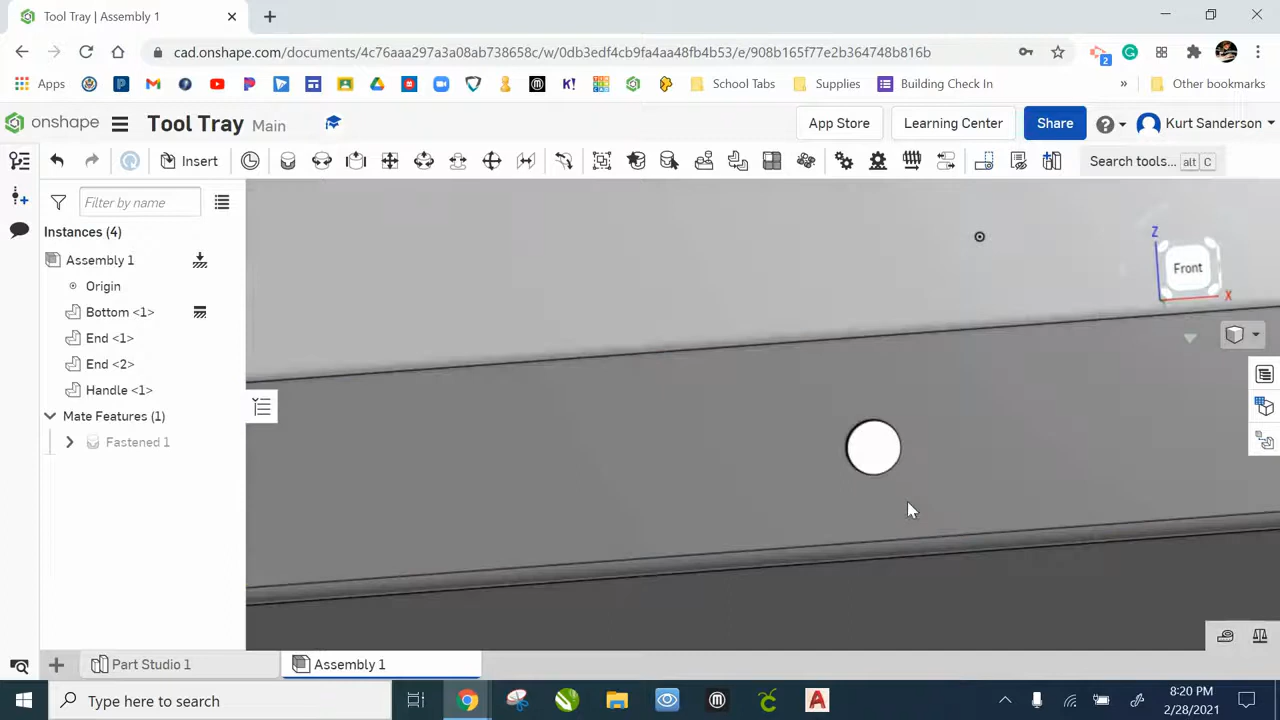 Tool Tray | Assembly 1
cad.onshape.com/documents/4c76aaa297a3a08ab738658c/w/0db3edf4cb9fa4aa48fb4b53/e/908b165f77e2b364748b816b
2
Apps
School Tabs
Supplies
Building Check In
»
Other bookmarks
onshape
Tool Tray Main
App Store
Learning Center
Share
Kurt Sanderson
Insert
Search tools... alt C
Filter by name
Instances (4)
Assembly 1
Origin
Bottom <1>
End <1>
End <2>
Handle <1>
Mate Features (1)
Fastened 1
Z
Front
X
Part Studio 1
Assembly 1
Type here to search
8:20 PM
2/28/2021